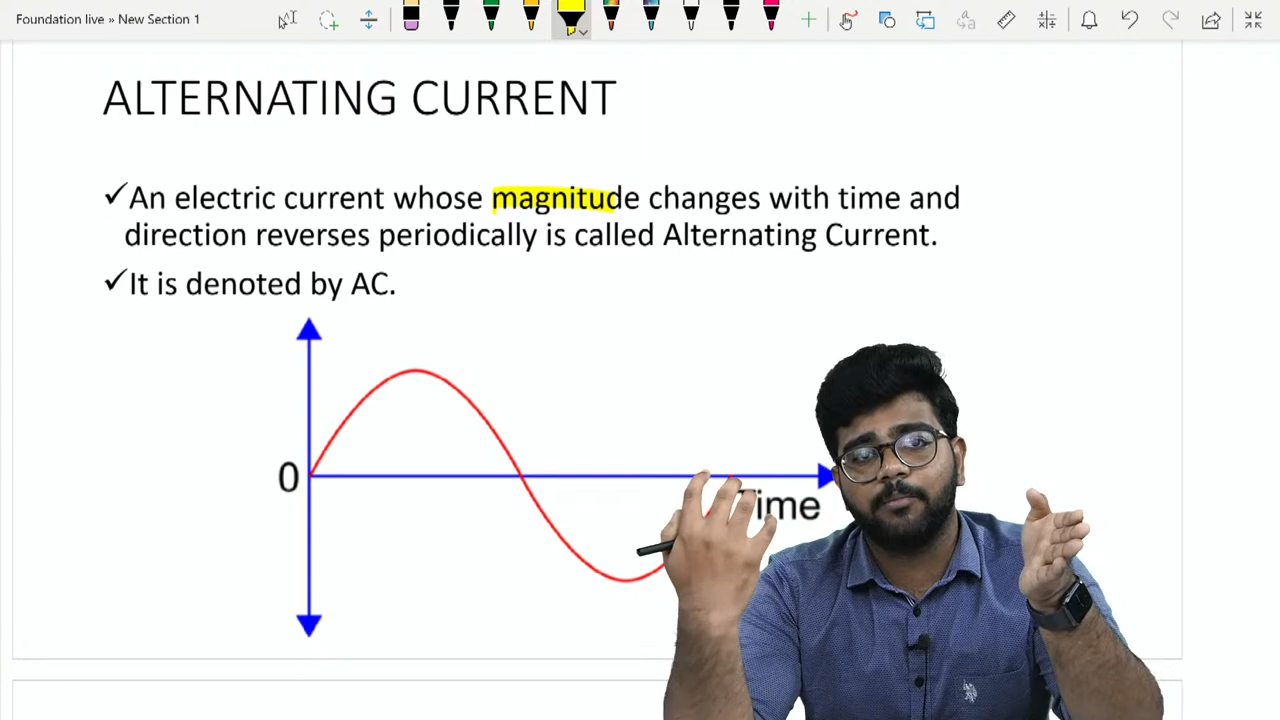 Foundation live » New Section 1
ALTERNATING CURRENT
✓An electric current whose magnitude changes with time and
direction reverses periodically is called Alternating Current.
✓It is denoted by AC.
0
Time